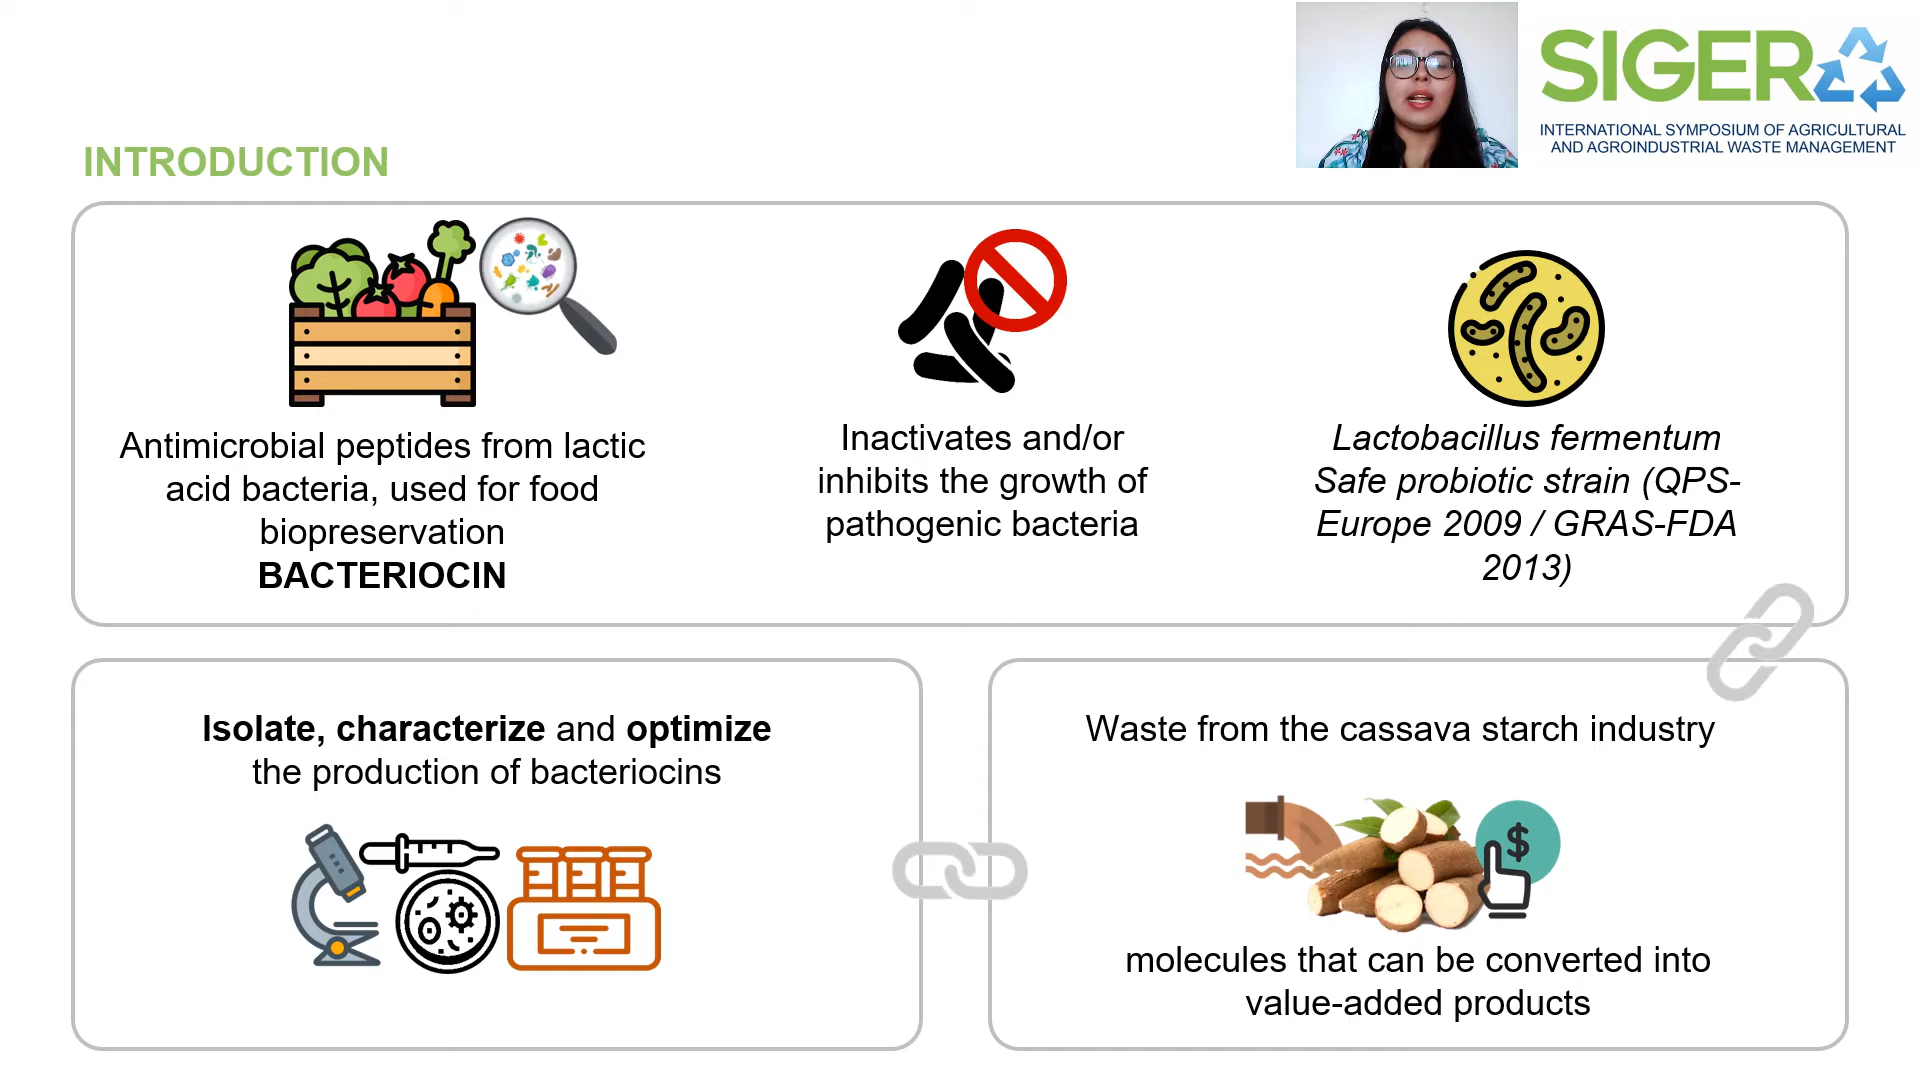 SIGER
INTERNATIONAL SYMPOSIUM OF AGRICULTURAL
AND AGROINDUSTRIAL WASTE MANAGEMENT
INTRODUCTION
Antimicrobial peptides from lactic
acid bacteria, used for food
biopreservation
BACTERIOCIN
Inactivates and/or
inhibits the growth of
pathogenic bacteria
Lactobacillus fermentum
Safe probiotic strain (QPS-
Europe 2009 / GRAS-FDA
2013)
Isolate, characterize and optimize
the production of bacteriocins
Waste from the cassava starch industry
$
molecules that can be converted into
value-added products